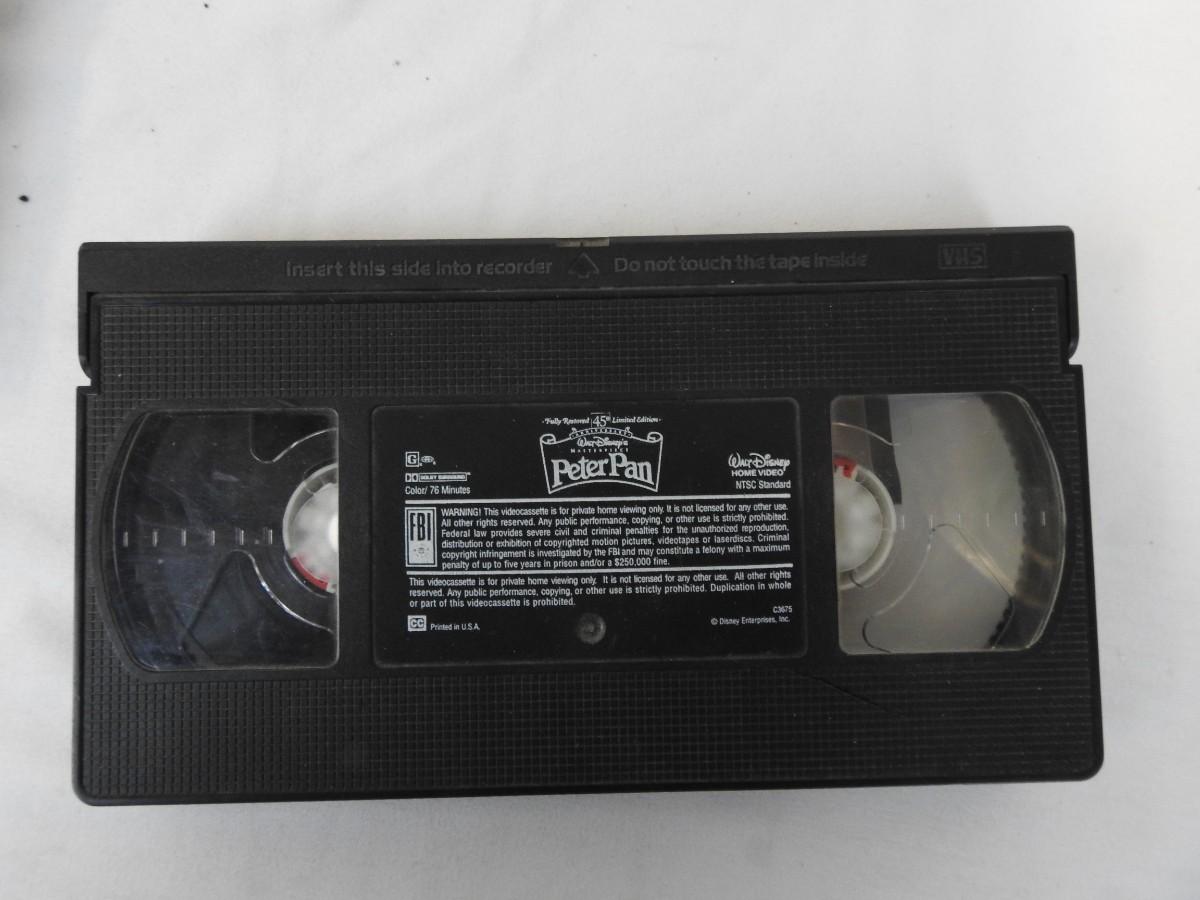 Insert this side into recorder Do not touch the tape inside VHS
Fully Restored 45th Limited Edition
ANNIVERSARY
Walt Disney's
MASTERPIECE
Peter Pan
G
DOLBY SURROUND
Color/ 76 Minutes
Walt Disney
HOME VIDEO
NTSC Standard
FBI
WARNING! This videocassette is for private home viewing only. It is not licensed for any other use.
All other rights reserved. Any public performance, copying, or other use is strictly prohibited.
Federal law provides severe civil and criminal penalties for the unauthorized reproduction,
distribution or exhibition of copyrighted motion pictures, videotapes or laserdiscs. Criminal
copyright infringement is investigated by the FBI and may constitute a felony with a maximum
penalty of up to five years in prison and/or a $250,000 fine.
This videocassette is for private home viewing only. It is not licensed for any other use. All other rights
reserved. Any public performance, copying, or other use is strictly prohibited. Duplication in whole
or part of this videocassette is prohibited.
C3675
CC Printed in U.S.A. © Disney Enterprises, Inc.